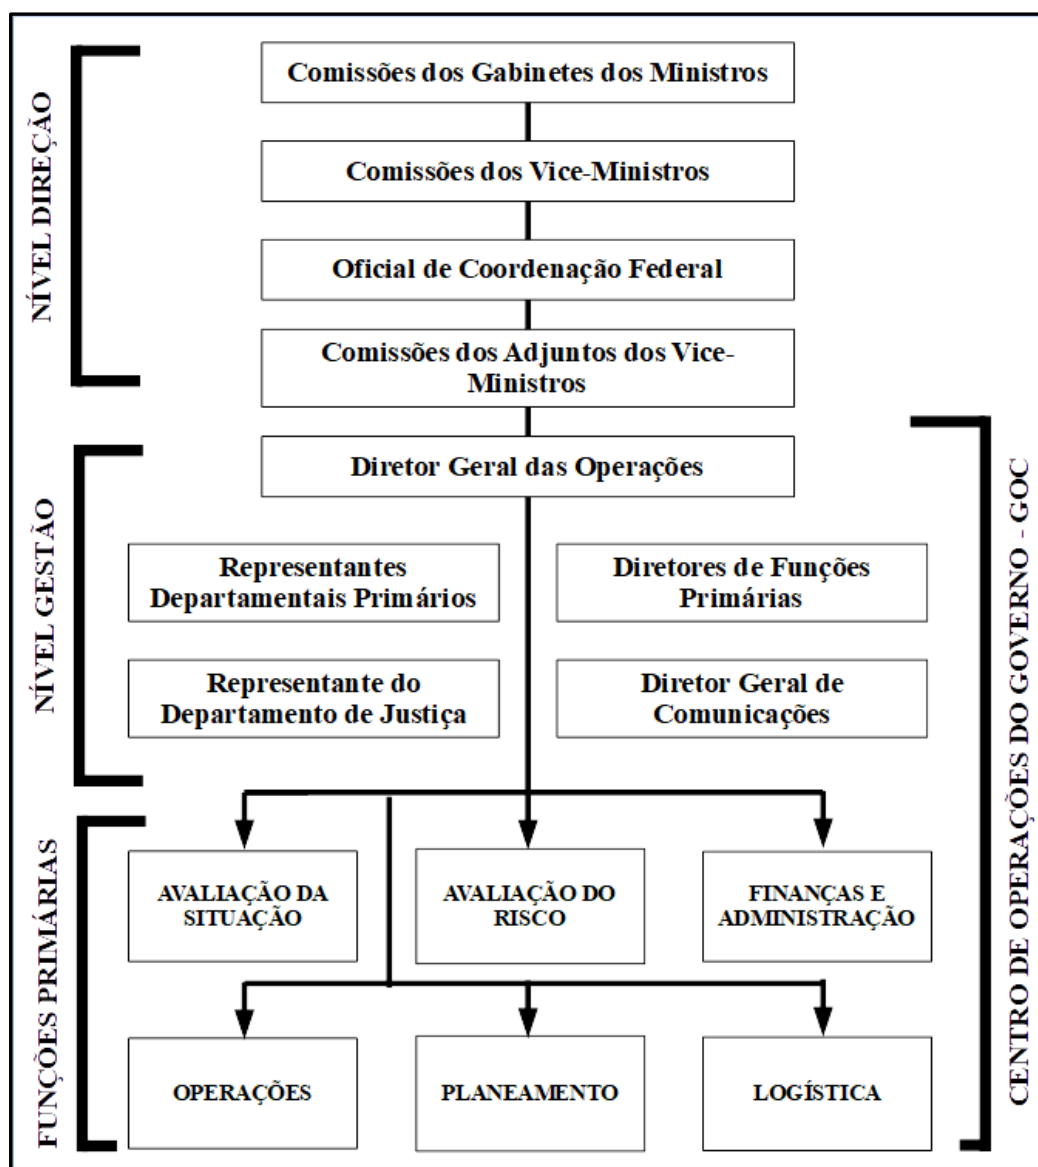 NÍVEL DIREÇÃO
Comissões dos Gabinetes dos Ministros
Comissões dos Vice-Ministros
Oficial de Coordenação Federal
Comissões dos Adjuntos dos Vice-
Ministros
NÍVEL GESTÃO
Diretor Geral das Operações
Representantes
Departamentais Primários
Diretores de Funções
Primárias
Representante do
Departamento de Justiça
Diretor Geral de
Comunicações
FUNÇÕES PRIMÁRIAS
AVALIAÇÃO DA
SITUAÇÃO
AVALIAÇÃO DO
RISCO
FINANÇAS E
ADMINISTRAÇÃO
OPERAÇÕES
PLANEAMENTO
LOGÍSTICA
CENTRO DE OPERAÇÕES DO GOVERNO - GOC